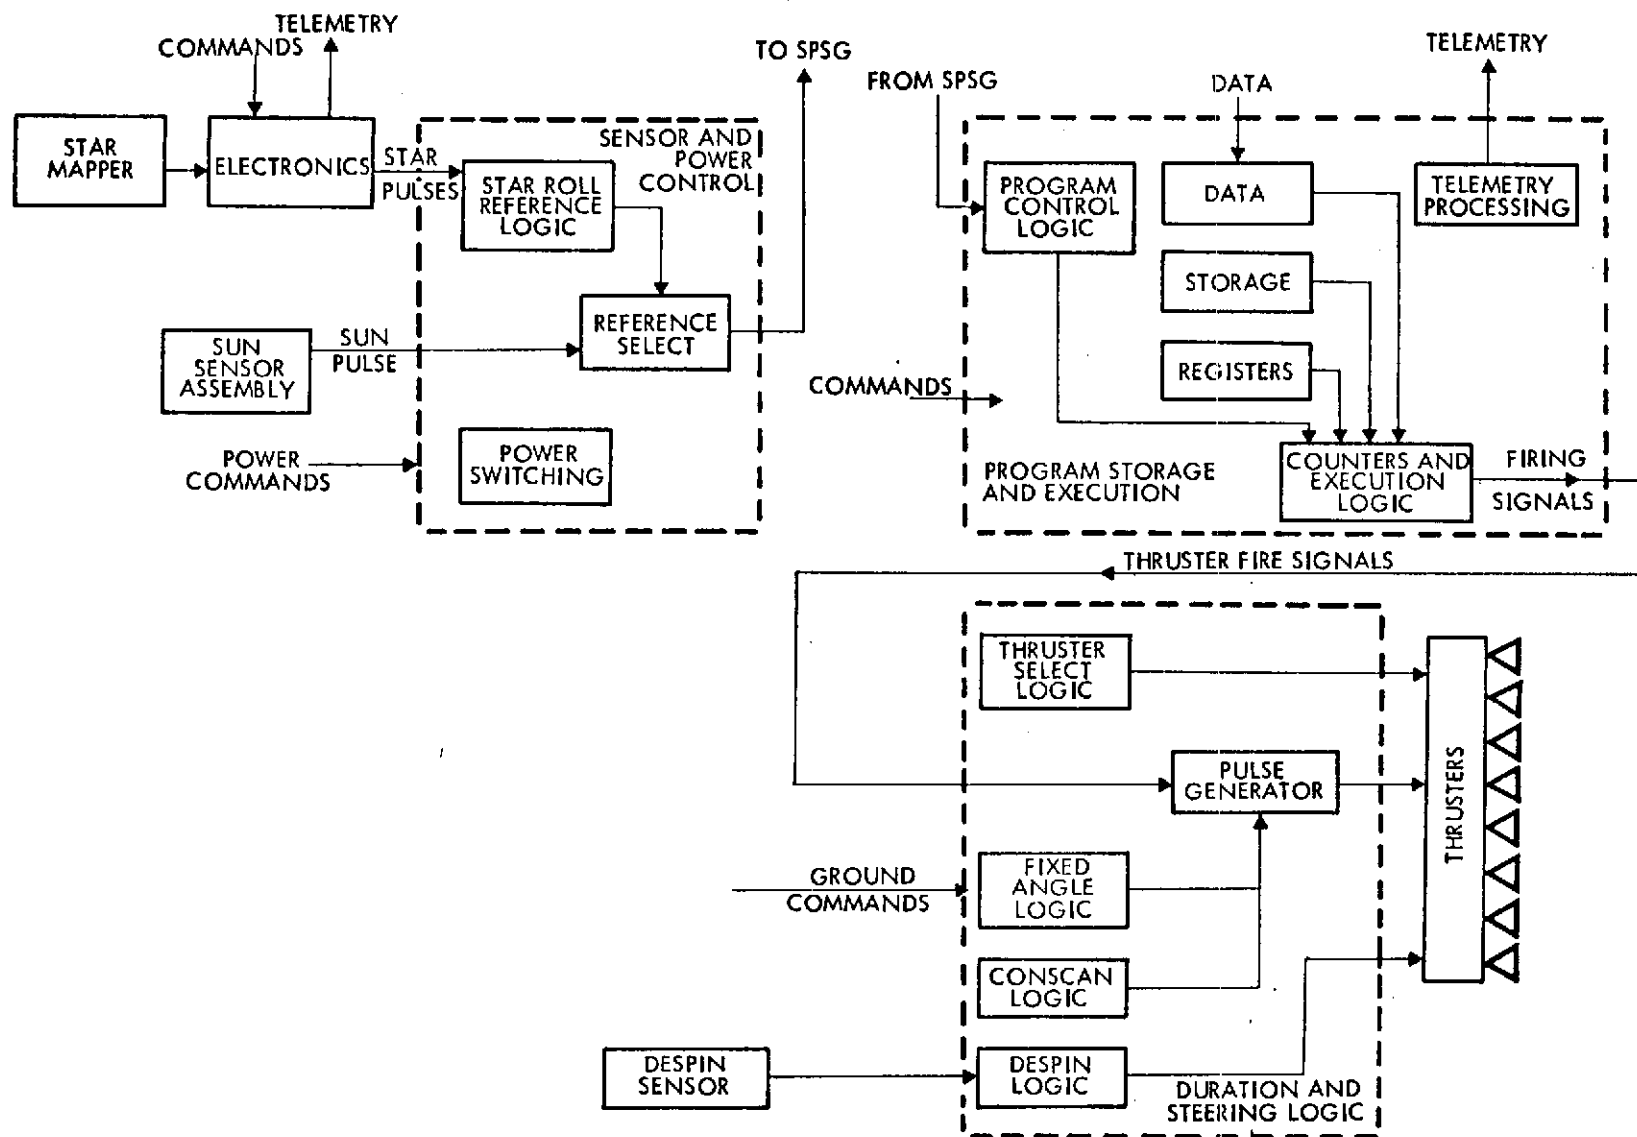 TELEMETRY
COMMANDS
STAR
MAPPER
ELECTRONICS
STAR
PULSES
SENSOR AND
POWER
CONTROL
STAR ROLL
REFERENCE
LOGIC
TO SPSG
REFERENCE
SELECT
SUN
SENSOR
ASSEMBLY
SUN
PULSE
POWER
COMMANDS
POWER
SWITCHING
FROM SPSG
DATA
TELEMETRY
PROGRAM
CONTROL
LOGIC
DATA
TELEMETRY
PROCESSING
STORAGE
REGISTERS
COMMANDS
PROGRAM STORAGE
AND EXECUTION
COUNTERS AND
EXECUTION
LOGIC
FIRING
SIGNALS
THRUSTER FIRE SIGNALS
THRUSTER
SELECT
LOGIC
PULSE
GENERATOR
THRUSTERS
GROUND
COMMANDS
FIXED
ANGLE
LOGIC
CONSCAN
LOGIC
DESPIN
SENSOR
DESPIN
LOGIC
DURATION AND
STEERING LOGIC